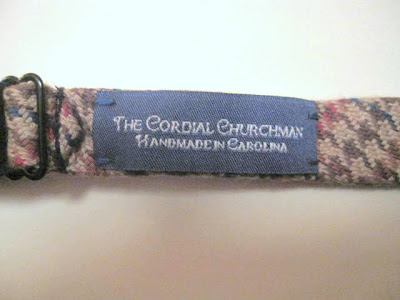 The Cordial Churchman
Handmade in Carolina